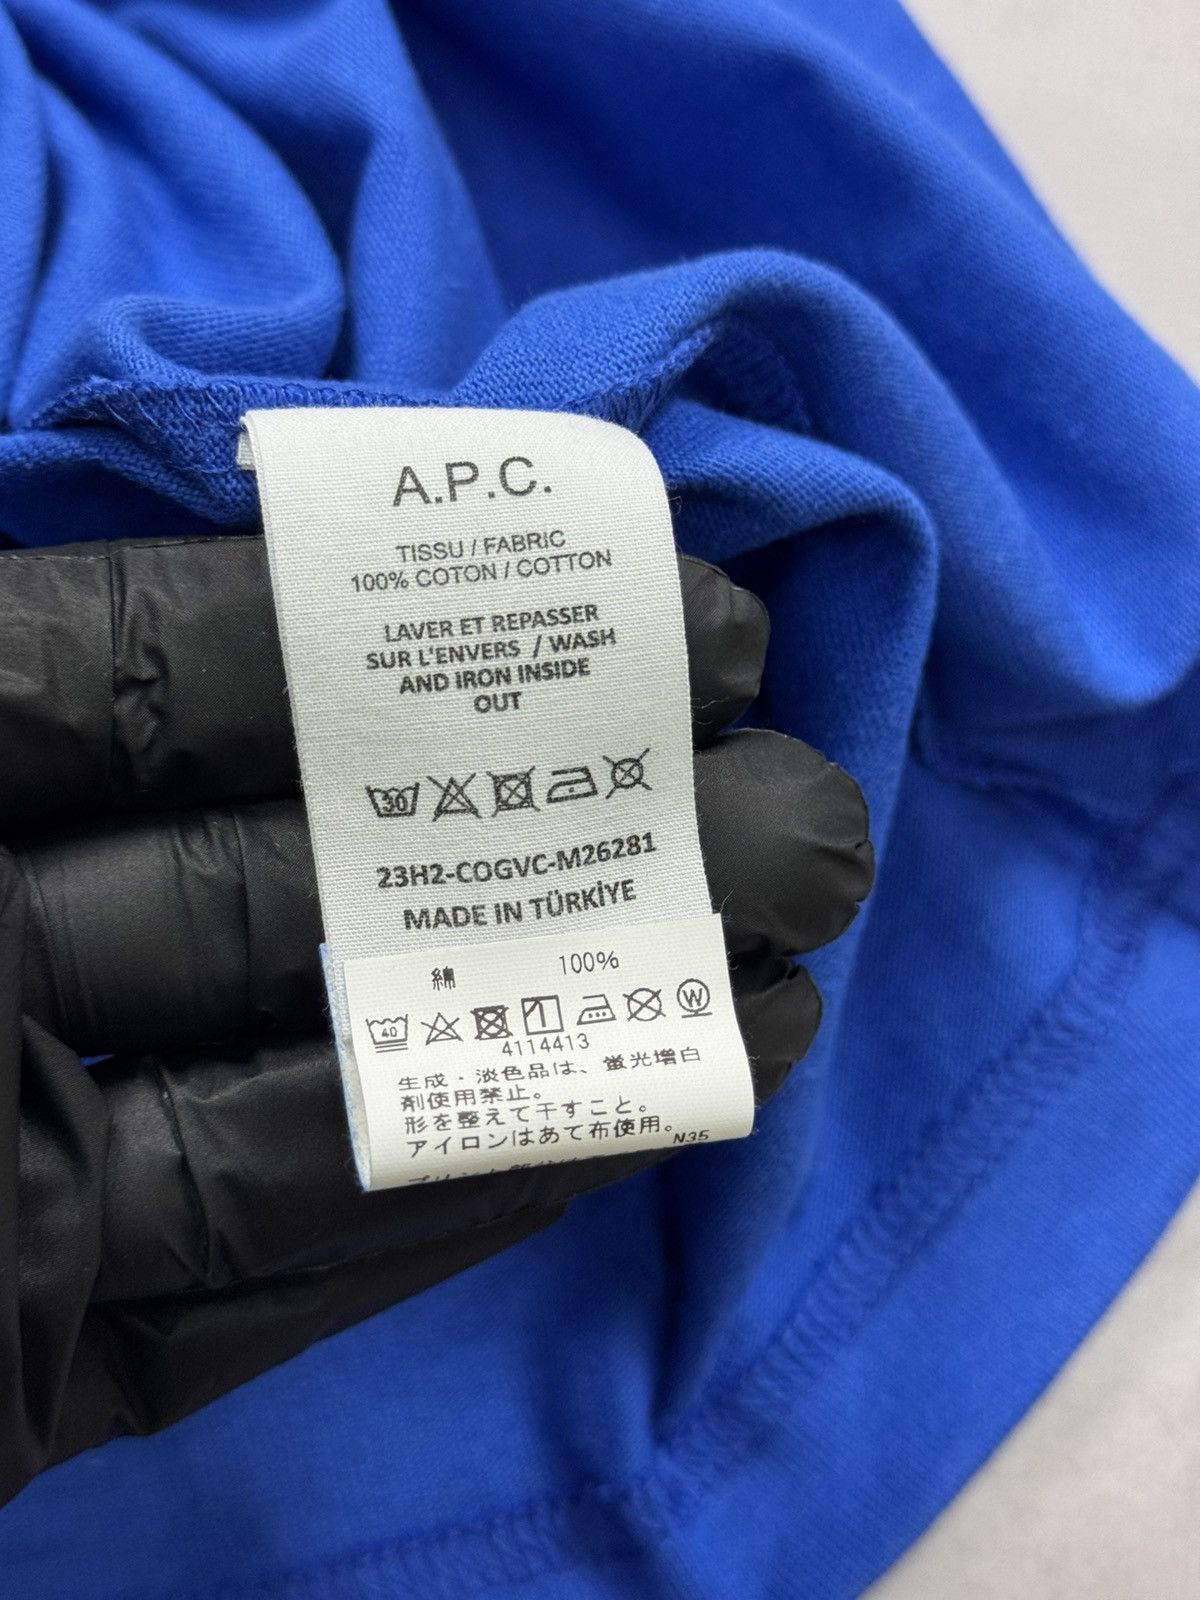 A.P.C.
TISSU / FABRIC
100% COTON / COTTON
LAVER ET REPASSER
SUR L'ENVERS / WASH
AND IRON INSIDE
OUT
30
23H2-COGVC-M26281
MADE IN TÜRKİYE
綿 100%
40 W
4114413
生成・淡色品は、蛍光増白
剤使用禁止。
形を整えて干すこと。
アイロンはあて布使用。
N35